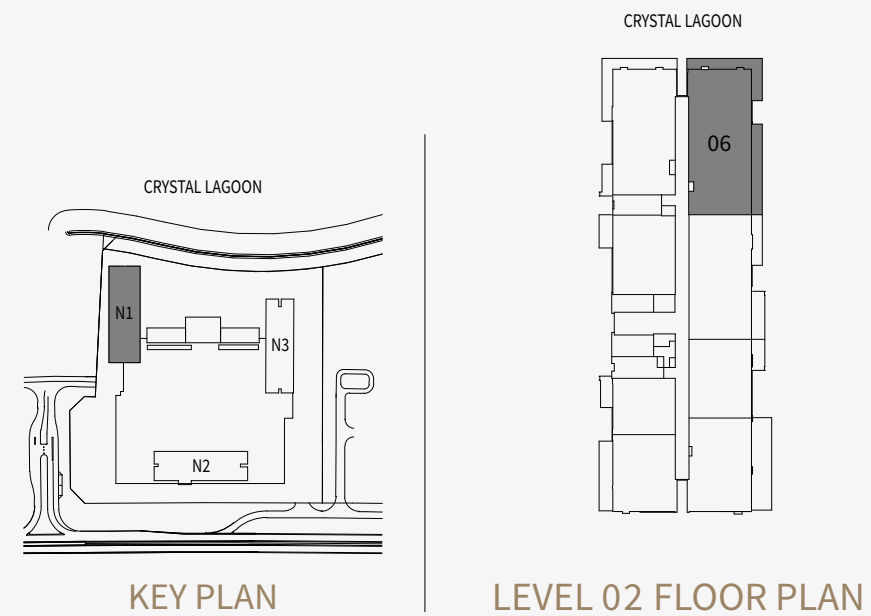 CRYSTAL LAGOON
06
CRYSTAL LAGOON
N1
N3
N2
KEY PLAN
LEVEL 02 FLOOR PLAN